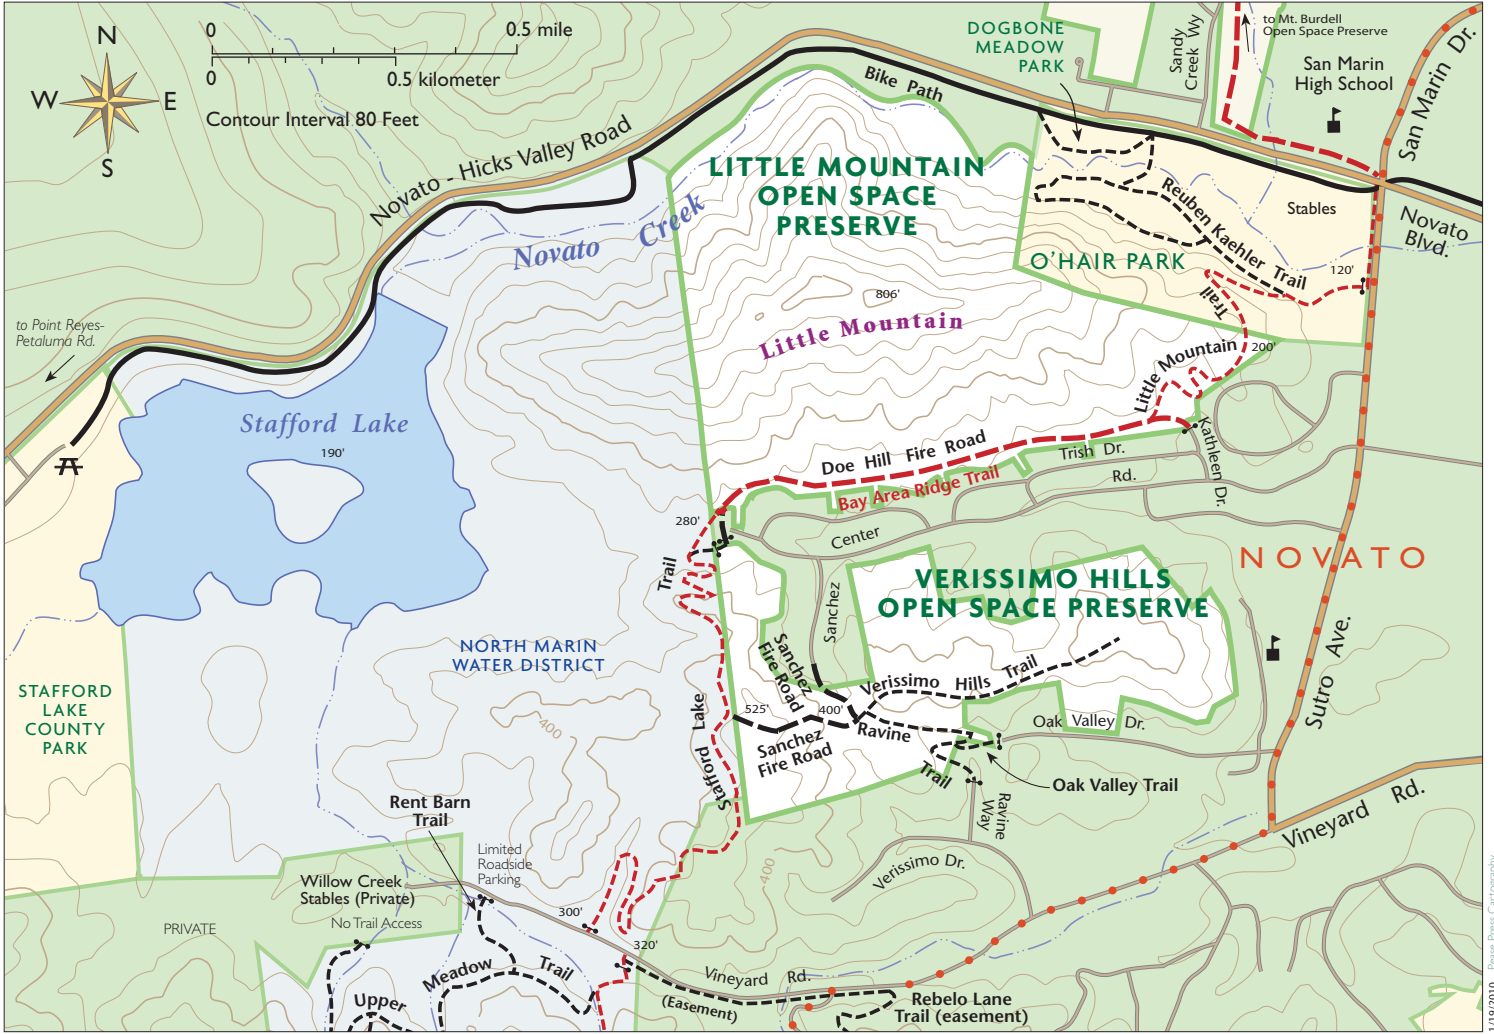 N
W
E
S
0
0.5 mile
0
0.5 kilometer
Contour Interval 80 Feet
Novato - Hicks Valley Road
Bike Path
DOGBONE
MEADOW
PARK
Sandy
Creek Wy
to Mt. Burdell
Open Space Preserve
San Marin
High School
San Marin Dr.
LITTLE MOUNTAIN
OPEN SPACE
PRESERVE
Novato Creek
Reuben Kaehler Trail
Stables
Novato
Blvd.
O'HAIR PARK
120'
806'
Little Mountain
to Point Reyes-
Petaluma Rd.
Little Mountain Trail
200'
Stafford Lake
190'
Doe Hill Fire Road
Bay Area Ridge Trail
Trish Dr.
Kathleen Dr.
Center Rd.
280'
NOVATO
VERISSIMO HILLS
OPEN SPACE PRESERVE
Sanchez
NORTH MARIN
WATER DISTRICT
STAFFORD
LAKE
COUNTY
PARK
Stafford Lake Trail
Sanchez
Fire Road
Verissimo Hills Trail
525'
400'
Sanchez
Fire Road
Ravine Trail
Oak Valley Dr.
Oak Valley Trail
Sutro Ave.
400
400
Ravine
Way
Vineyard Rd.
Verissimo Dr.
Rent Barn
Trail
Limited
Roadside
Parking
Willow Creek
Stables (Private)
No Trail Access
PRIVATE
300'
320'
Meadow Trail
Upper
Vineyard Rd.
(Easement)
Rebelo Lane
Trail (easement)
Pease Press Cartography
1/19/2010